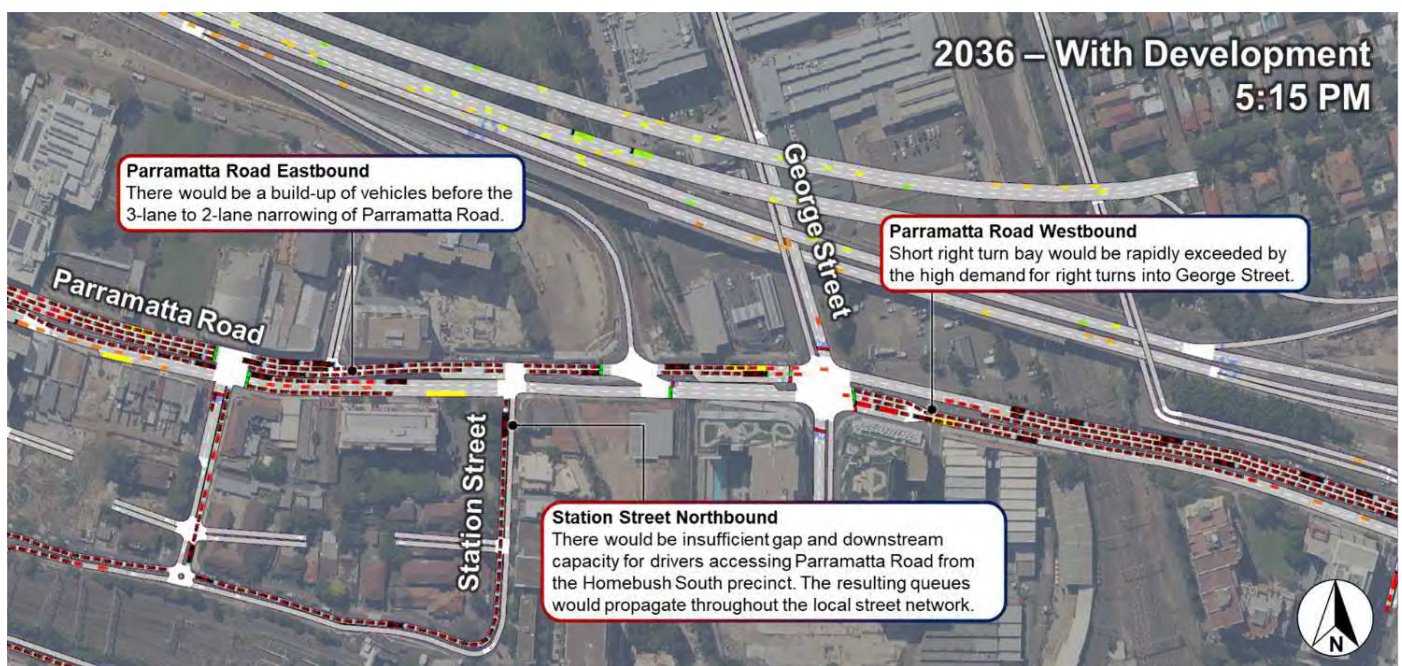 2036 – With Development
5:15 PM
Parramatta Road Eastbound
There would be a build-up of vehicles before the
3-lane to 2-lane narrowing of Parramatta Road.
George Street
Parramatta Road Westbound
Short right turn bay would be rapidly exceeded by
the high demand for right turns into George Street.
Parramatta Road
Station Street
Station Street Northbound
There would be insufficient gap and downstream
capacity for drivers accessing Parramatta Road from
the Homebush South precinct. The resulting queues
would propagate throughout the local street network.
N